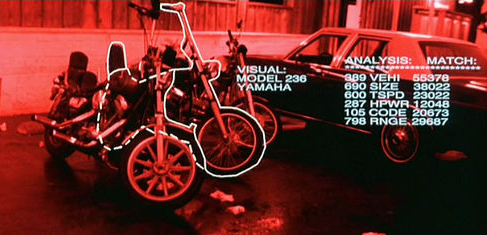 VISUAL:
MODEL 236
YAMAHA
ANALYSIS: MATCH:
*******************************
389 VEHI 55378
690 SIZE 38022
600 TSPD 23022
287 HPWR 12048
105 CODE 20673
798 RNGE 29887